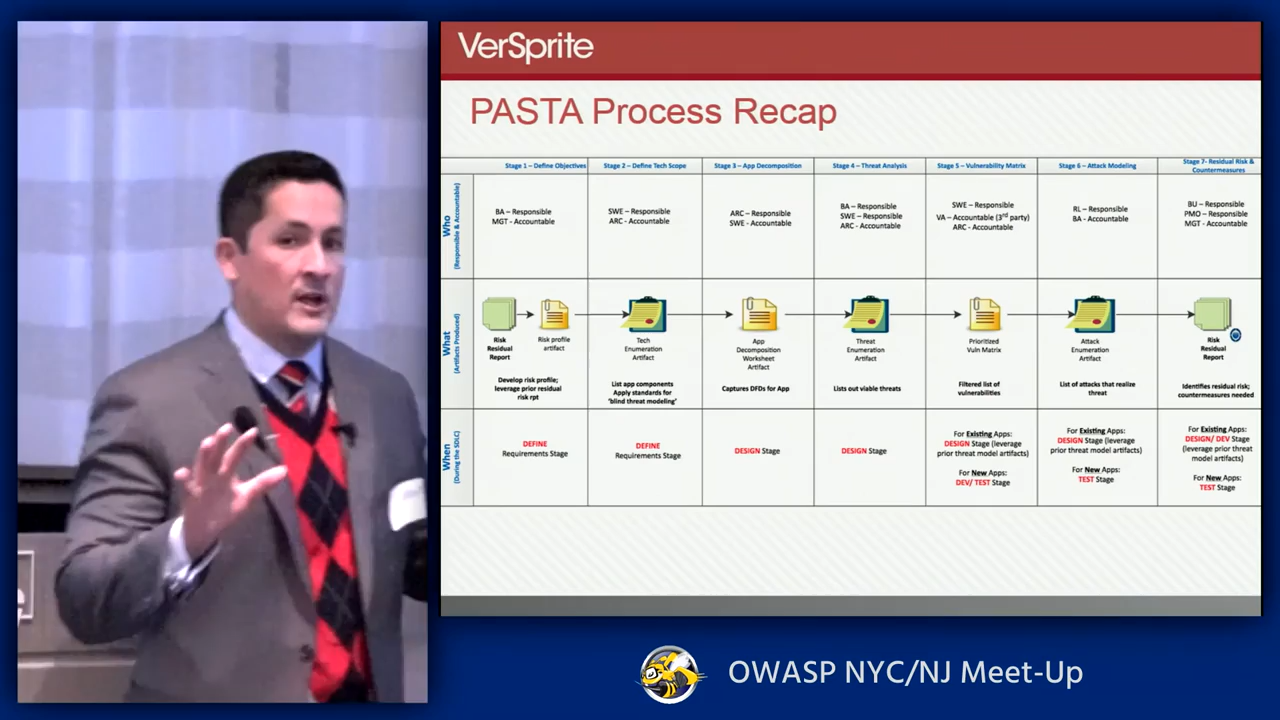 VerSprite
PASTA Process Recap
Stage 1 – Define Objectives
Stage 2 – Define Tech Scope
Stage 3 – App Decomposition
Stage 4 – Threat Analysis
Stage 5 – Vulnerability Matrix
Stage 6 – Attack Modeling
Stage 7- Residual Risk &
Countermeasures
Who
(Responsible & Accountable)
BA – Responsible
MGT - Accountable
SWE – Responsible
ARC - Accountable
ARC – Responsible
SWE - Accountable
BA – Responsible
SWE – Responsible
ARC - Accountable
SWE – Responsible
VA – Accountable (3rd party)
ARC - Accountable
RL – Responsible
BA - Accountable
BU – Responsible
PMO – Responsible
MGT - Accountable
What
(Artifacts Produced)
Risk
Residual
Report
Risk profile
artifact
Develop risk profile;
leverage prior residual
risk rpt
Tech
Enumeration
Artifact
List app components
Apply standards for
'blind threat modeling'
App
Decomposition
Worksheet
Artifact
Captures DFDs for App
Threat
Enumeration
Artifact
Lists out viable threats
Prioritized
Vuln Matrix
Filtered list of
vulnerabilities
Attack
Enumeration
Artifact
List of attacks that realize
threat
Risk
Residual
Report
Identifies residual risk;
countermeasures needed
When
(During the SDLC)
DEFINE
Requirements Stage
DEFINE
Requirements Stage
DESIGN Stage
DESIGN Stage
For Existing Apps:
DESIGN Stage (leverage
prior threat model artifacts)
For New Apps:
DEV/ TEST Stage
For Existing Apps:
DESIGN Stage (leverage
prior threat model artifacts)
For New Apps:
TEST Stage
For Existing Apps:
DESIGN/ DEV Stage
(leverage prior threat
model artifacts)
For New Apps:
TEST Stage
OWASP NYC/NJ Meet-Up